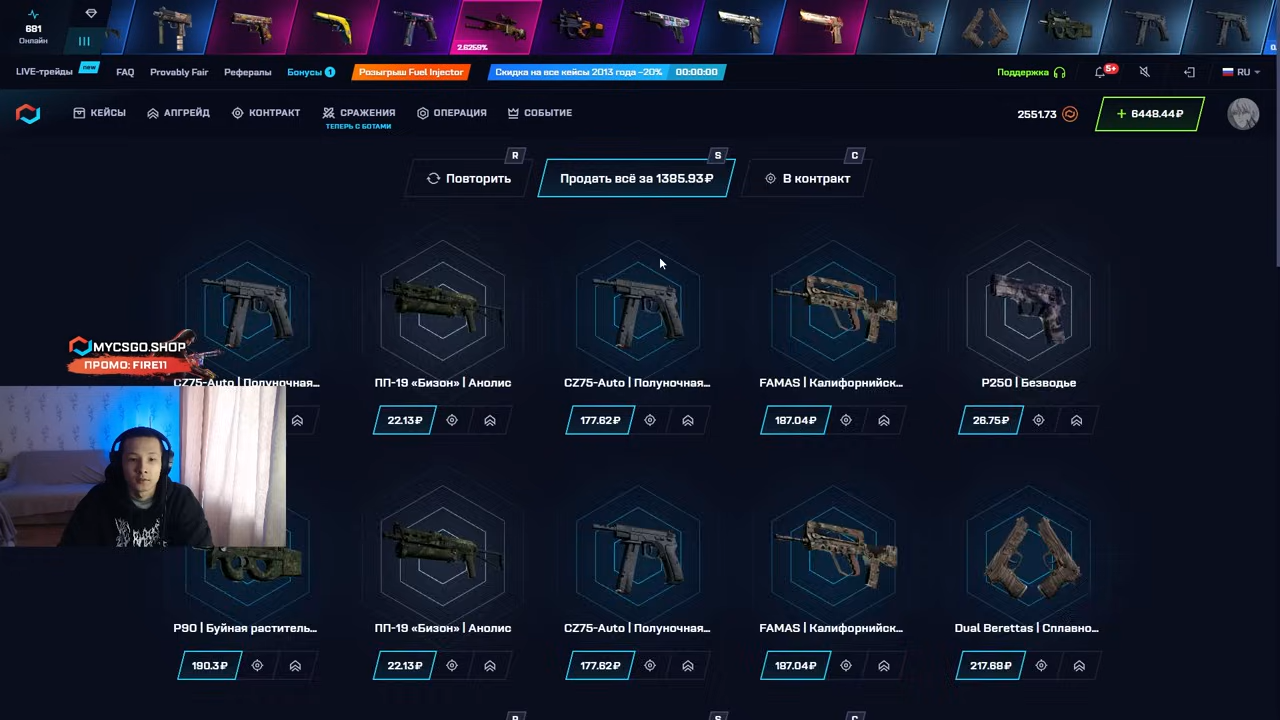 681
Онлайн
2.6259%
LIVE-трейды
new
FAQ
Provably Fair
Рефералы
Бонусы 1
Розыгрыш Fuel Injector
Скидка на все кейсы 2013 года -20% 00:00:00
Поддержка
5+
RU
КЕЙСЫ
АПГРЕЙД
КОНТРАКТ
СРАЖЕНИЯ
ТЕПЕРЬ С БОТАМИ
ОПЕРАЦИЯ
СОБЫТИЕ
2551.73
+ 6448.44₽
R
S
C
Повторить
Продать всё за 1385.93₽
В контракт
MYCSGO.SHOP
ПРОМО: FIRE11
CZ75-Auto | Полуночная...
ПП-19 «Бизон» | Анолис
CZ75-Auto | Полуночная...
FAMAS | Калифорнийск...
P250 | Безводье
22.13₽
177.62₽
187.04₽
26.75₽
P90 | Буйная раститель...
ПП-19 «Бизон» | Анолис
CZ75-Auto | Полуночная...
FAMAS | Калифорнийск...
Dual Berettas | Сплавно...
190.3₽
22.13₽
177.62₽
187.04₽
217.68₽
R
S
C